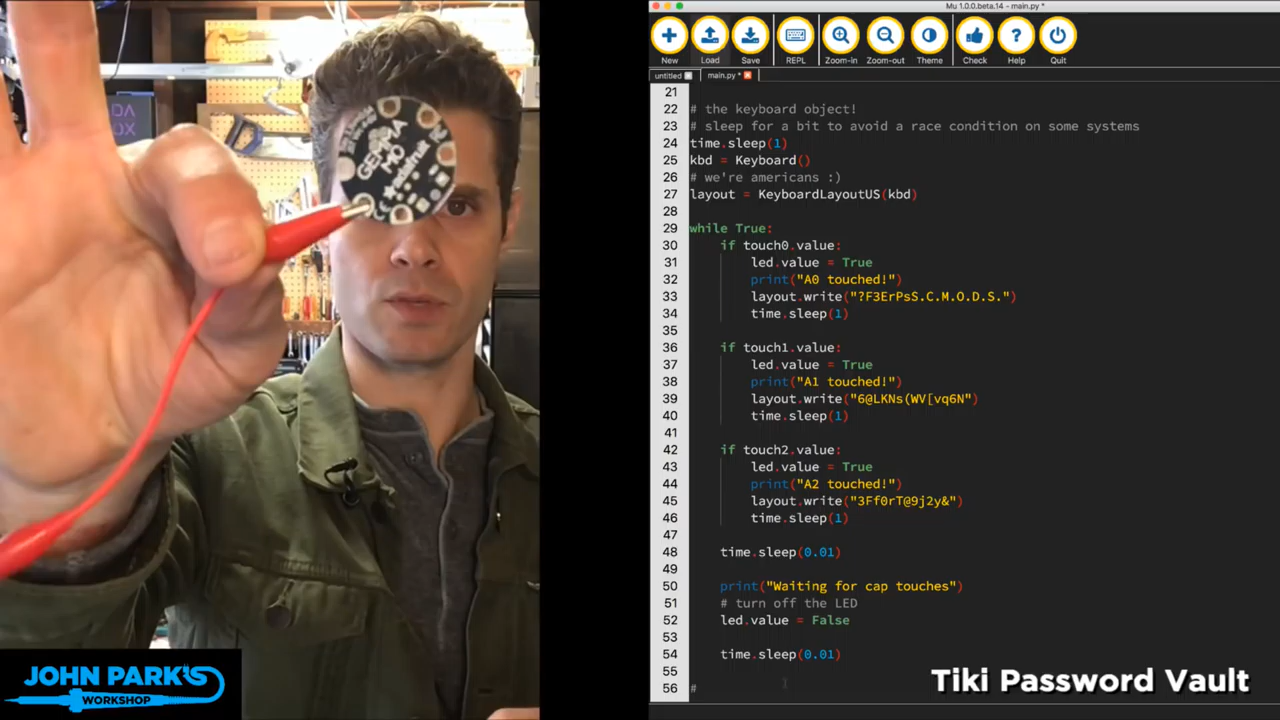 GEMMA
M0
adafruit
JOHN PARK'S
WORKSHOP
Mu 1.0.0.beta.14 - main.py *
New
Load
Save
REPL
Zoom-in
Zoom-out
Theme
Check
Help
Quit
untitled
main.py *
21
22 # the keyboard object!
23 # sleep for a bit to avoid a race condition on some systems
24 time.sleep(1)
25 kbd = Keyboard()
26 # we're americans :)
27 layout = KeyboardLayoutUS(kbd)
28
29 while True:
30 if touch0.value:
31 led.value = True
32 print("A0 touched!")
33 layout.write("?F3ErPsS.C.M.O.D.S.")
34 time.sleep(1)
35
36 if touch1.value:
37 led.value = True
38 print("A1 touched!")
39 layout.write("6@LKNs(WV[vq6N")
40 time.sleep(1)
41
42 if touch2.value:
43 led.value = True
44 print("A2 touched!")
45 layout.write("3Ff0rT@9j2y&")
46 time.sleep(1)
47
48 time.sleep(0.01)
49
50 print("Waiting for cap touches")
51 # turn off the LED
52 led.value = False
53
54 time.sleep(0.01)
55
56 #
Tiki Password Vault